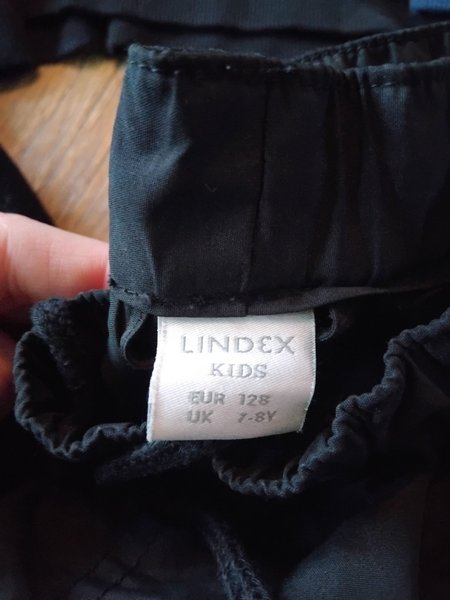 LINDEX
KIDS
EUR 128
UK 7-8Y